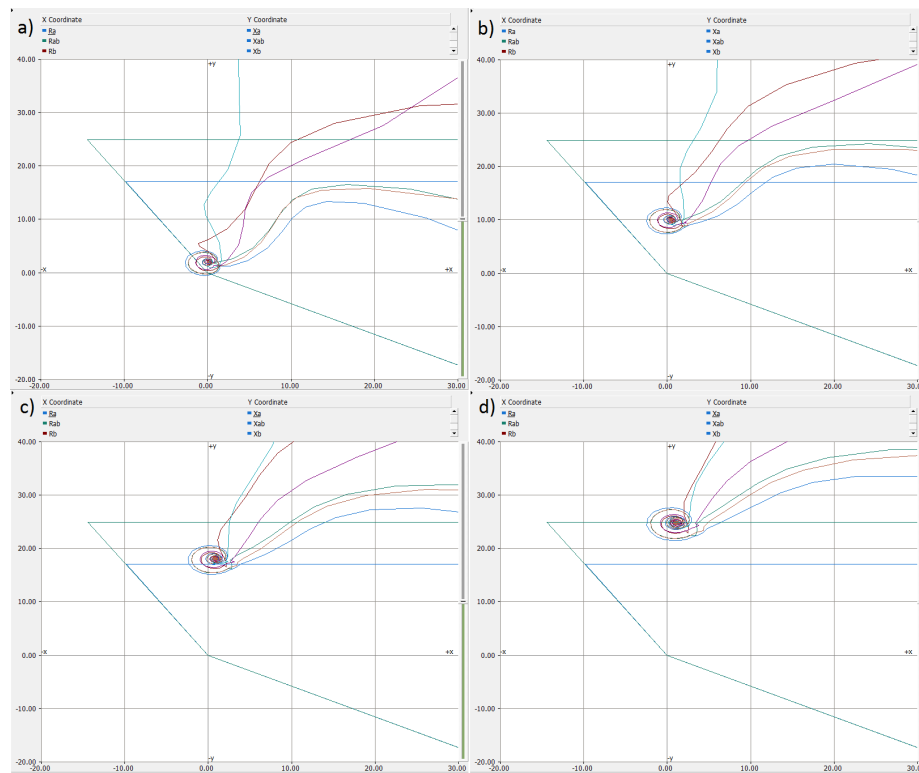 a)
X Coordinate Y Coordinate
Ra Xa
Rab Xab
Rb Xb
40.00 +y
30.00
20.00
10.00
0.00 -x +x
-10.00
-20.00 -y
-20.00 -10.00 0.00 10.00 20.00 30.00
b)
X Coordinate Y Coordinate
Ra Xa
Rab Xab
Rb Xb
40.00 +y
30.00
20.00
10.00
0.00 -x +x
-10.00
-20.00 -y
-20.00 -10.00 0.00 10.00 20.00 30.0
c)
X Coordinate Y Coordinate
Ra Xa
Rab Xab
Rb Xb
40.00 +y
30.00
20.00
10.00
0.00 -x +x
-10.00
-20.00 -y
-20.00 -10.00 0.00 10.00 20.00 30.00
d)
X Coordinate Y Coordinate
Ra Xa
Rab Xab
Rb Xb
40.00 +y
30.00
20.00
10.00
0.00 -x +x
-10.00
-20.00 -y
-20.00 -10.00 0.00 10.00 20.00 30.0